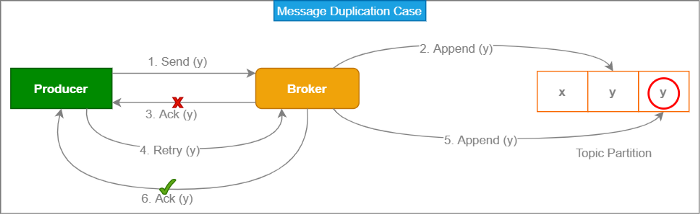 Message Duplication Case
1. Send (y)
2. Append (y)
Producer
Broker
x y y
3. Ack (y)
4. Retry (y)
5. Append (y)
Topic Partition
6. Ack (y)